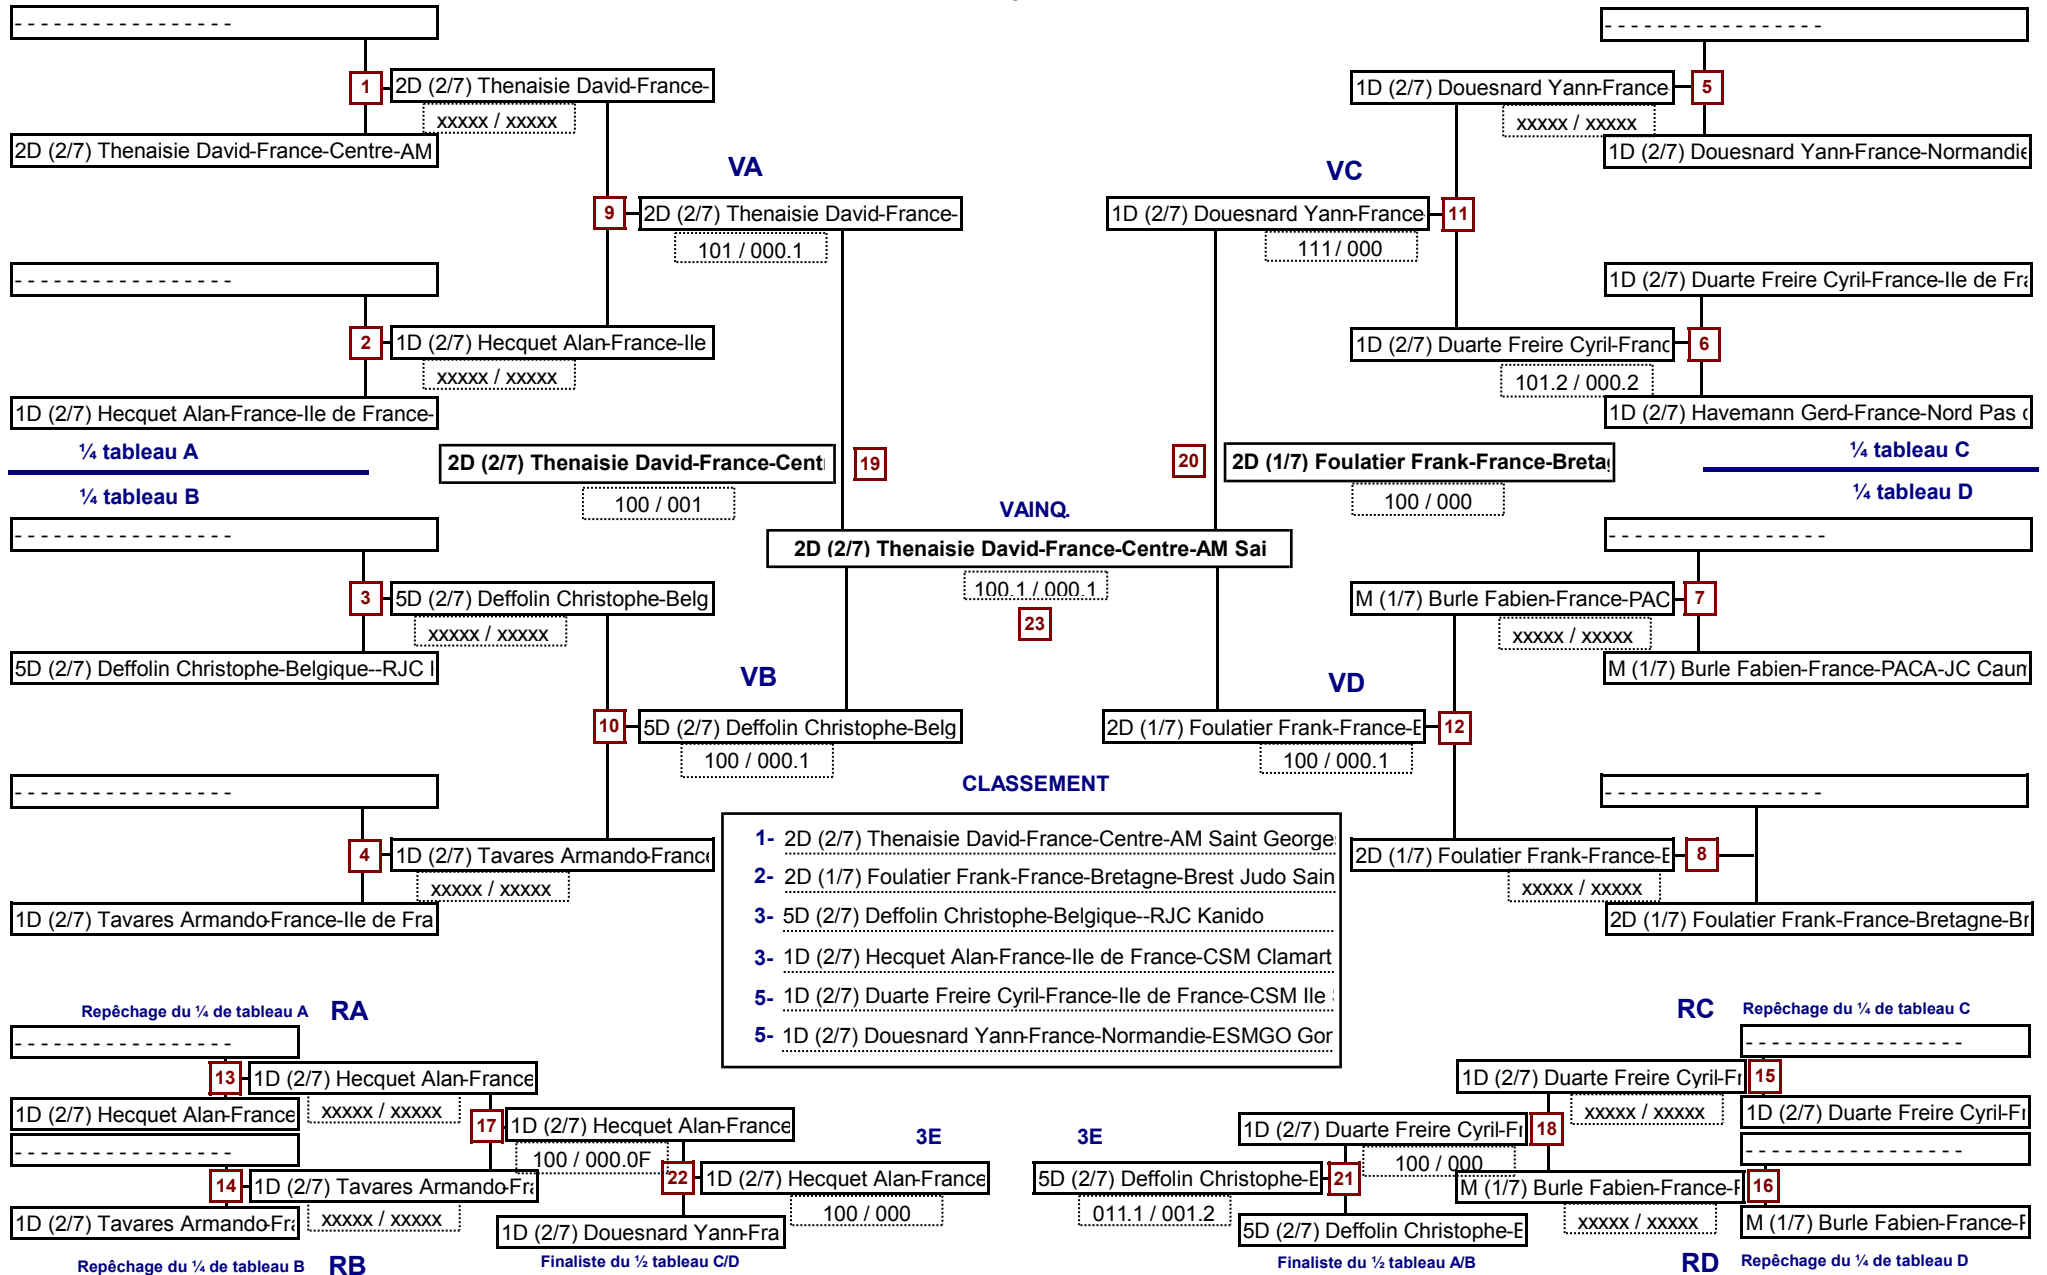 - - - - - - - - - - - - - - - - -
1
2D (2/7) Thenaisie David-France-
xxxxx / xxxxx
2D (2/7) Thenaisie David-France-Centre-AM
VA
9
2D (2/7) Thenaisie David-France-
101 / 000.1
- - - - - - - - - - - - - - - - -
2
1D (2/7) Hecquet Alan-France-Ile
xxxxx / xxxxx
1D (2/7) Hecquet Alan-France-Ile de France-
¼ tableau A
¼ tableau B
2D (2/7) Thenaisie David-France-Cent
19
100 / 001
- - - - - - - - - - - - - - - - -
3
5D (2/7) Deffolin Christophe-Belg
xxxxx / xxxxx
5D (2/7) Deffolin Christophe-Belgique--RJC
VB
10
5D (2/7) Deffolin Christophe-Belg
100 / 000.1
- - - - - - - - - - - - - - - - -
4
1D (2/7) Tavares Armando-France
xxxxx / xxxxx
1D (2/7) Tavares Armando-France-Ile de Fra
- - - - - - - - - - - - - - - - -
1D (2/7) Douesnard Yann-France
5
xxxxx / xxxxx
1D (2/7) Douesnard Yann-France-Normandie
VC
1D (2/7) Douesnard Yann-France
11
111 / 000
1D (2/7) Duarte Freire Cyril-France-Ile de Fra
1D (2/7) Duarte Freire Cyril-Franc
6
101.2 / 000.2
1D (2/7) Havemann Gerd-France-Nord Pas d
20
2D (1/7) Foulatier Frank-France-Bretag
100 / 000
¼ tableau C
¼ tableau D
VAINQ.
2D (2/7) Thenaisie David-France-Centre-AM Sai
100.1 / 000.1
23
- - - - - - - - - - - - - - - - -
M (1/7) Burle Fabien-France-PAC
7
xxxxx / xxxxx
M (1/7) Burle Fabien-France-PACA-JC Caum
VD
2D (1/7) Foulatier Frank-France-B
12
100 / 000.1
- - - - - - - - - - - - - - - - -
2D (1/7) Foulatier Frank-France-B
8
xxxxx / xxxxx
2D (1/7) Foulatier Frank-France-Bretagne-Br
CLASSEMENT
1- 2D (2/7) Thenaisie David-France-Centre-AM Saint George
2- 2D (1/7) Foulatier Frank-France-Bretagne-Brest Judo Sain
3- 5D (2/7) Deffolin Christophe-Belgique--RJC Kanido
3- 1D (2/7) Hecquet Alan-France-Ile de France-CSM Clamart
5- 1D (2/7) Duarte Freire Cyril-France-Ile de France-CSM Ile
5- 1D (2/7) Douesnard Yann-France-Normandie-ESMGO Gon
Repêchage du ¼ de tableau A RA
- - - - - - - - - - - - - - - - -
13
1D (2/7) Hecquet Alan-France
1D (2/7) Hecquet Alan-France
xxxxx / xxxxx
- - - - - - - - - - - - - - - - -
17
1D (2/7) Hecquet Alan-France
100 / 000.0F
14
1D (2/7) Tavares Armando-Fra
1D (2/7) Tavares Armando-Fra
xxxxx / xxxxx
Repêchage du ¼ de tableau B RB
22
1D (2/7) Hecquet Alan-France
100 / 000
1D (2/7) Douesnard Yann-Fra
Finaliste du ½ tableau C/D
3E
3E
RC Repêchage du ¼ de tableau C
- - - - - - - - - - - - - - - - -
1D (2/7) Duarte Freire Cyril-Fr
15
xxxxx / xxxxx
1D (2/7) Duarte Freire Cyril-Fr
1D (2/7) Duarte Freire Cyril-Fr
18
100 / 000
- - - - - - - - - - - - - - - - -
5D (2/7) Deffolin Christophe-B
21
011.1 / 001.2
M (1/7) Burle Fabien-France-P
16
xxxxx / xxxxx
M (1/7) Burle Fabien-France-P
5D (2/7) Deffolin Christophe-B
Finaliste du ½ tableau A/B
RD Repêchage du ¼ de tableau D